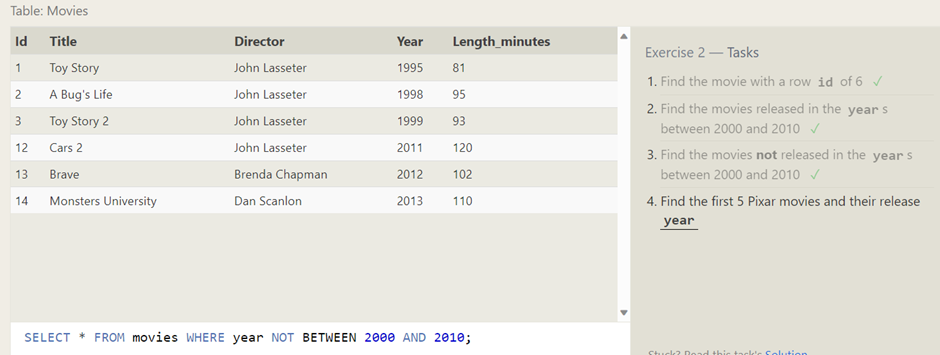 Table: Movies
Id Title Director Year Length_minutes
1 Toy Story John Lasseter 1995 81
2 A Bug's Life John Lasseter 1998 95
3 Toy Story 2 John Lasseter 1999 93
12 Cars 2 John Lasseter 2011 120
13 Brave Brenda Chapman 2012 102
14 Monsters University Dan Scanlon 2013 110
SELECT * FROM movies WHERE year NOT BETWEEN 2000 AND 2010;
Exercise 2 — Tasks
1. Find the movie with a row id of 6 ✓
2. Find the movies released in the year s
between 2000 and 2010 ✓
3. Find the movies not released in the year s
between 2000 and 2010 ✓
4. Find the first 5 Pixar movies and their release
year
Stuck? Read this task's Solution